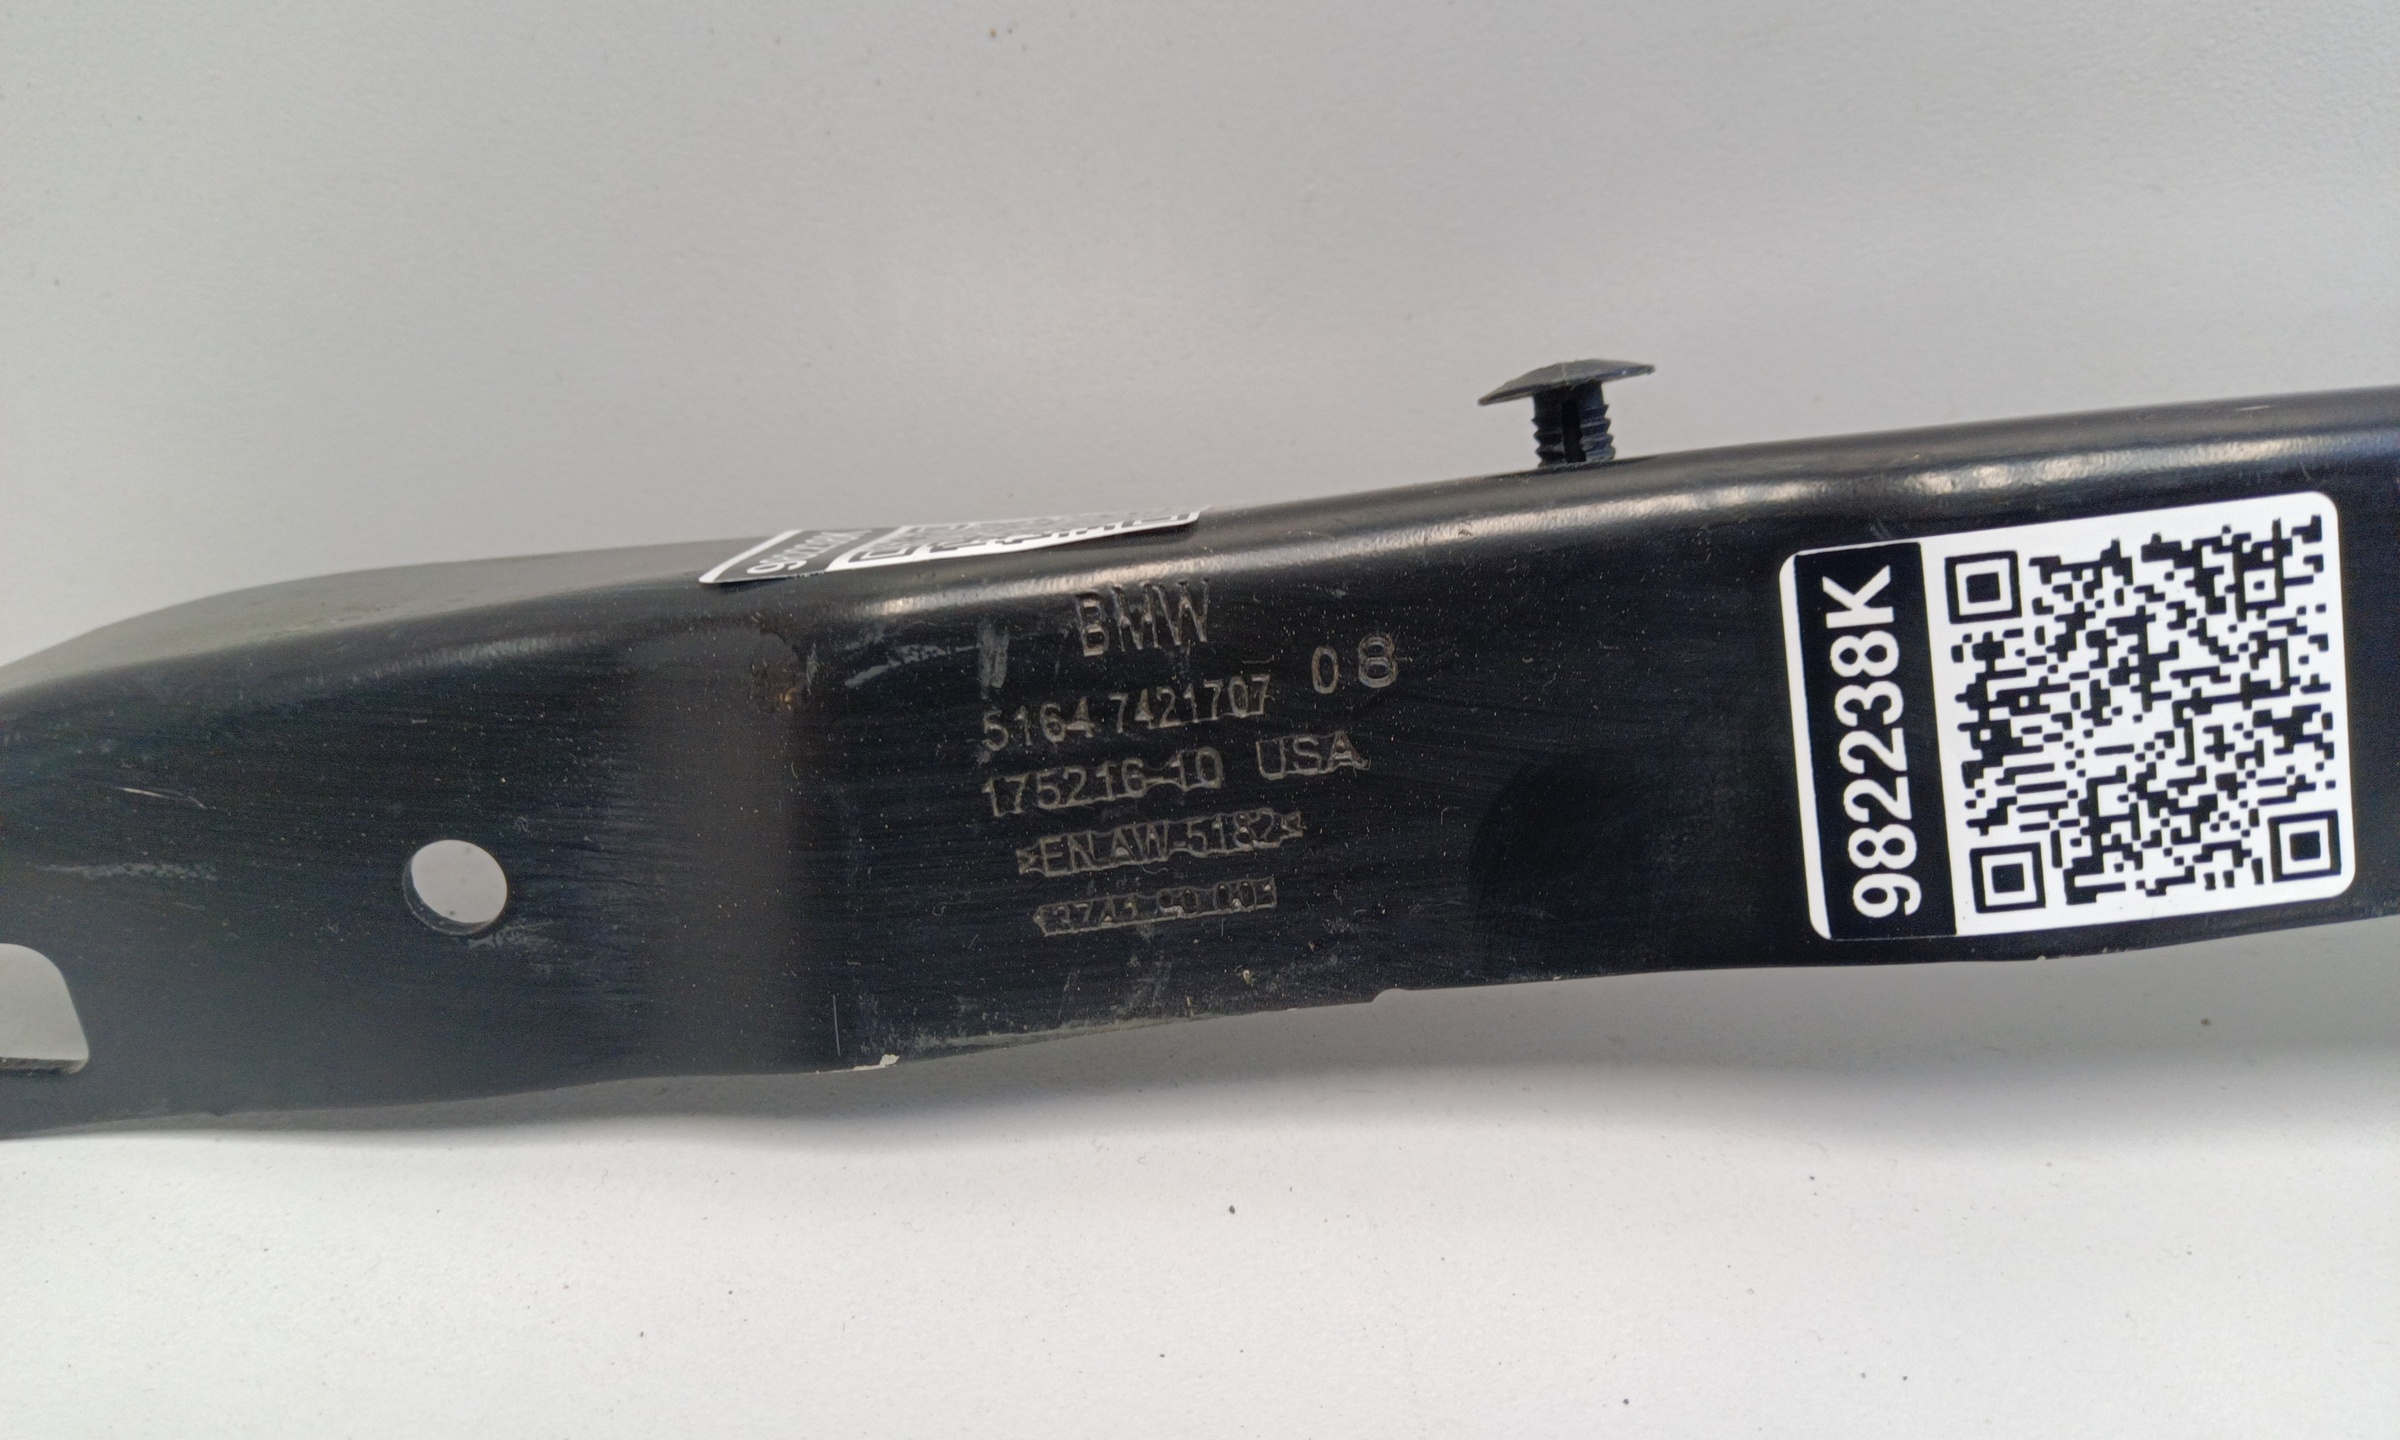 BMW
5164 7421707 08
175216-10 USA
>EN AW-5182<
982238K